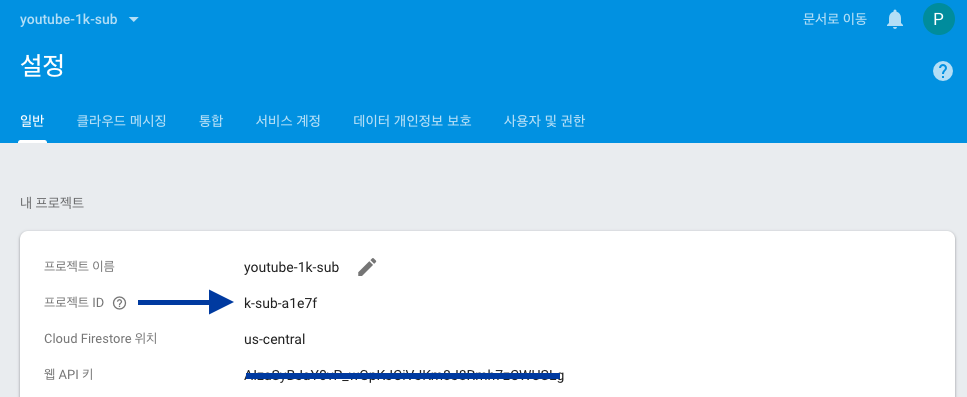 youtube-1k-sub
문서로 이동
P
설정
?
일반 클라우드 메시징 통합 서비스 계정 데이터 개인정보 보호 사용자 및 권한
내 프로젝트
프로젝트 이름 youtube-1k-sub
프로젝트 ID ? k-sub-a1e7f
Cloud Firestore 위치 us-central
웹 API 키